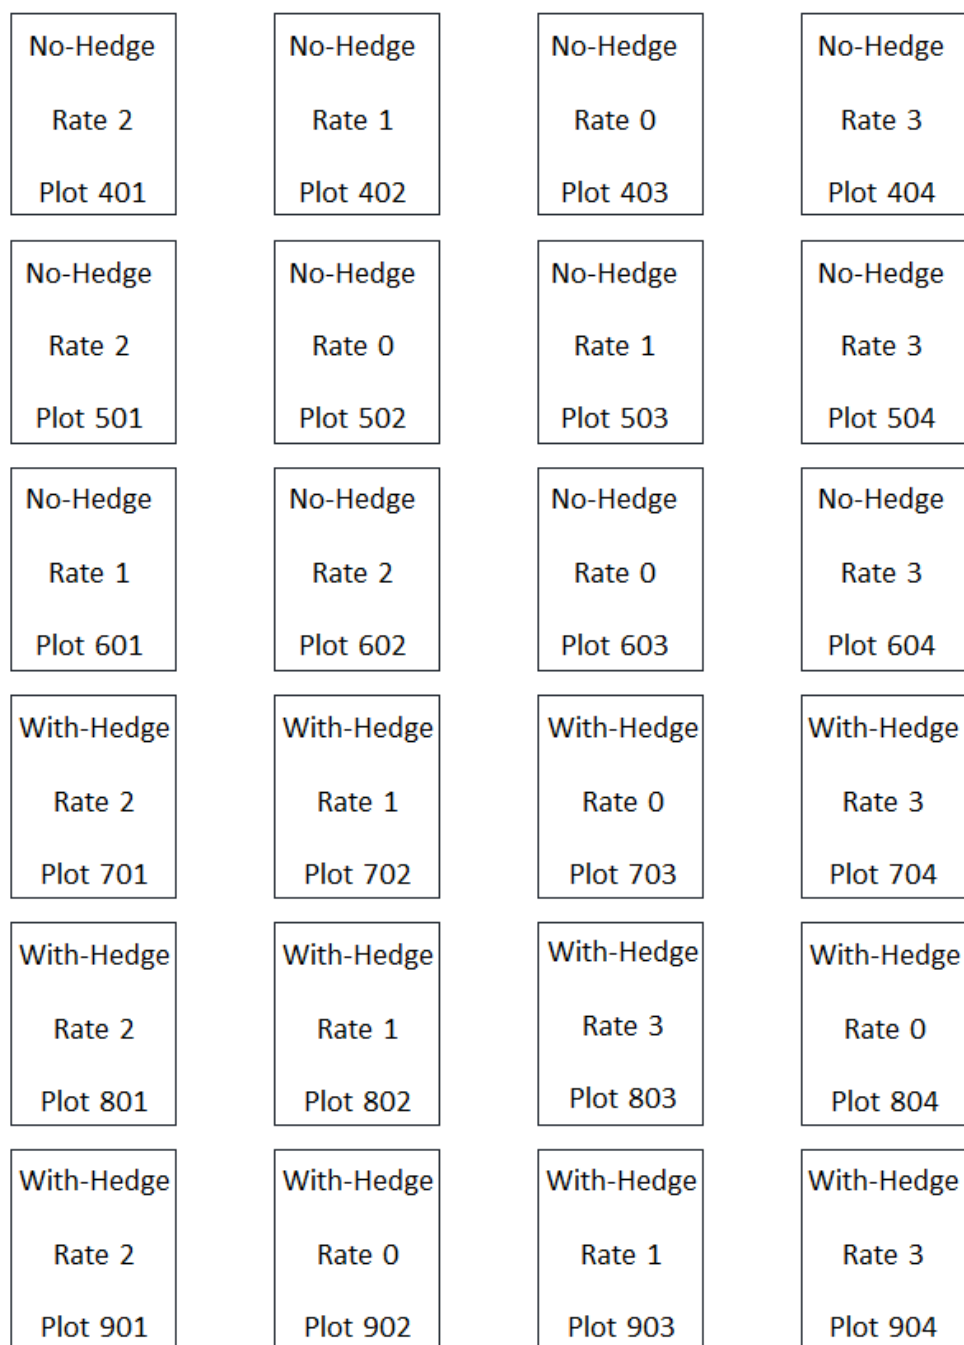 No-Hedge
Rate 2
Plot 401
No-Hedge
Rate 1
Plot 402
No-Hedge
Rate 0
Plot 403
No-Hedge
Rate 3
Plot 404
No-Hedge
Rate 2
Plot 501
No-Hedge
Rate 0
Plot 502
No-Hedge
Rate 1
Plot 503
No-Hedge
Rate 3
Plot 504
No-Hedge
Rate 1
Plot 601
No-Hedge
Rate 2
Plot 602
No-Hedge
Rate 0
Plot 603
No-Hedge
Rate 3
Plot 604
With-Hedge
Rate 2
Plot 701
With-Hedge
Rate 1
Plot 702
With-Hedge
Rate 0
Plot 703
With-Hedge
Rate 3
Plot 704
With-Hedge
Rate 2
Plot 801
With-Hedge
Rate 1
Plot 802
With-Hedge
Rate 3
Plot 803
With-Hedge
Rate 0
Plot 804
With-Hedge
Rate 2
Plot 901
With-Hedge
Rate 0
Plot 902
With-Hedge
Rate 1
Plot 903
With-Hedge
Rate 3
Plot 904